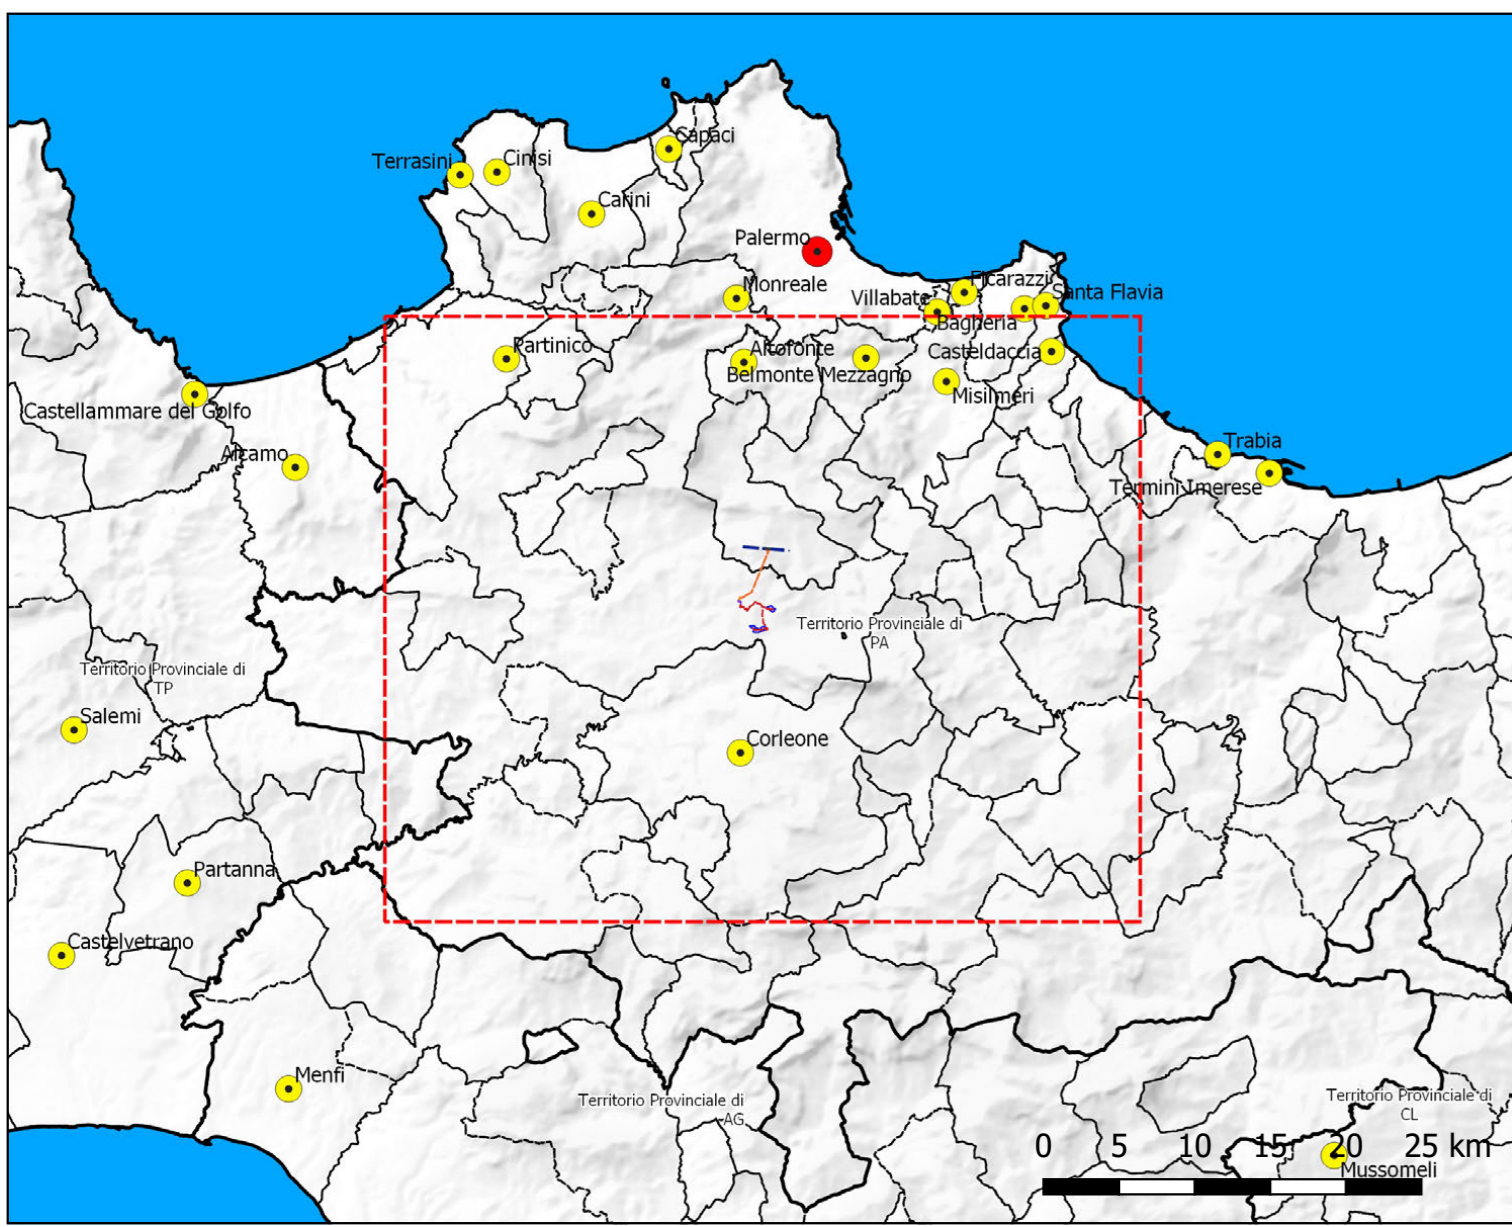 Capaci
Terrasini
Cinisi
Carini
Palermo
Monreale
Ficarazzi
Villabate
Santa Flavia
Bagheria
Partinico
Altofonte
Casteldaccia
Belmonte Mezzagno
Misilmeri
Castellammare del Golfo
Alcamo
Trabia
Termini Imerese
Territorio Provinciale di
PA
Territorio Provinciale di
TP
Salemi
Corleone
Partanna
Castelvetrano
Menfi
Territorio Provinciale di
AG
Territorio Provinciale di
CL
0 5 10 15 20 25 km
Mussomeli